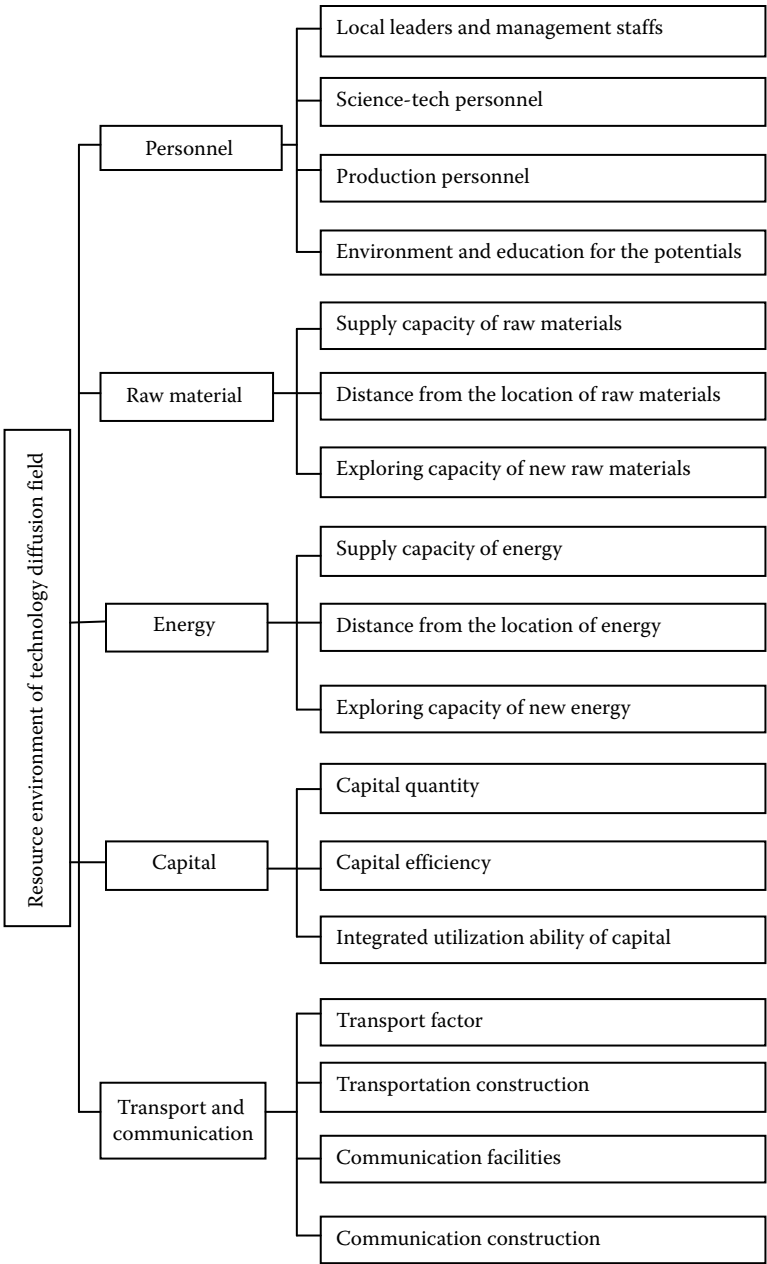 Resource environment of technology diffusion field
Personnel
Local leaders and management staffs
Science-tech personnel
Production personnel
Environment and education for the potentials
Raw material
Supply capacity of raw materials
Distance from the location of raw materials
Exploring capacity of new raw materials
Energy
Supply capacity of energy
Distance from the location of energy
Exploring capacity of new energy
Capital
Capital quantity
Capital efficiency
Integrated utilization ability of capital
Transport and
communication
Transport factor
Transportation construction
Communication facilities
Communication construction